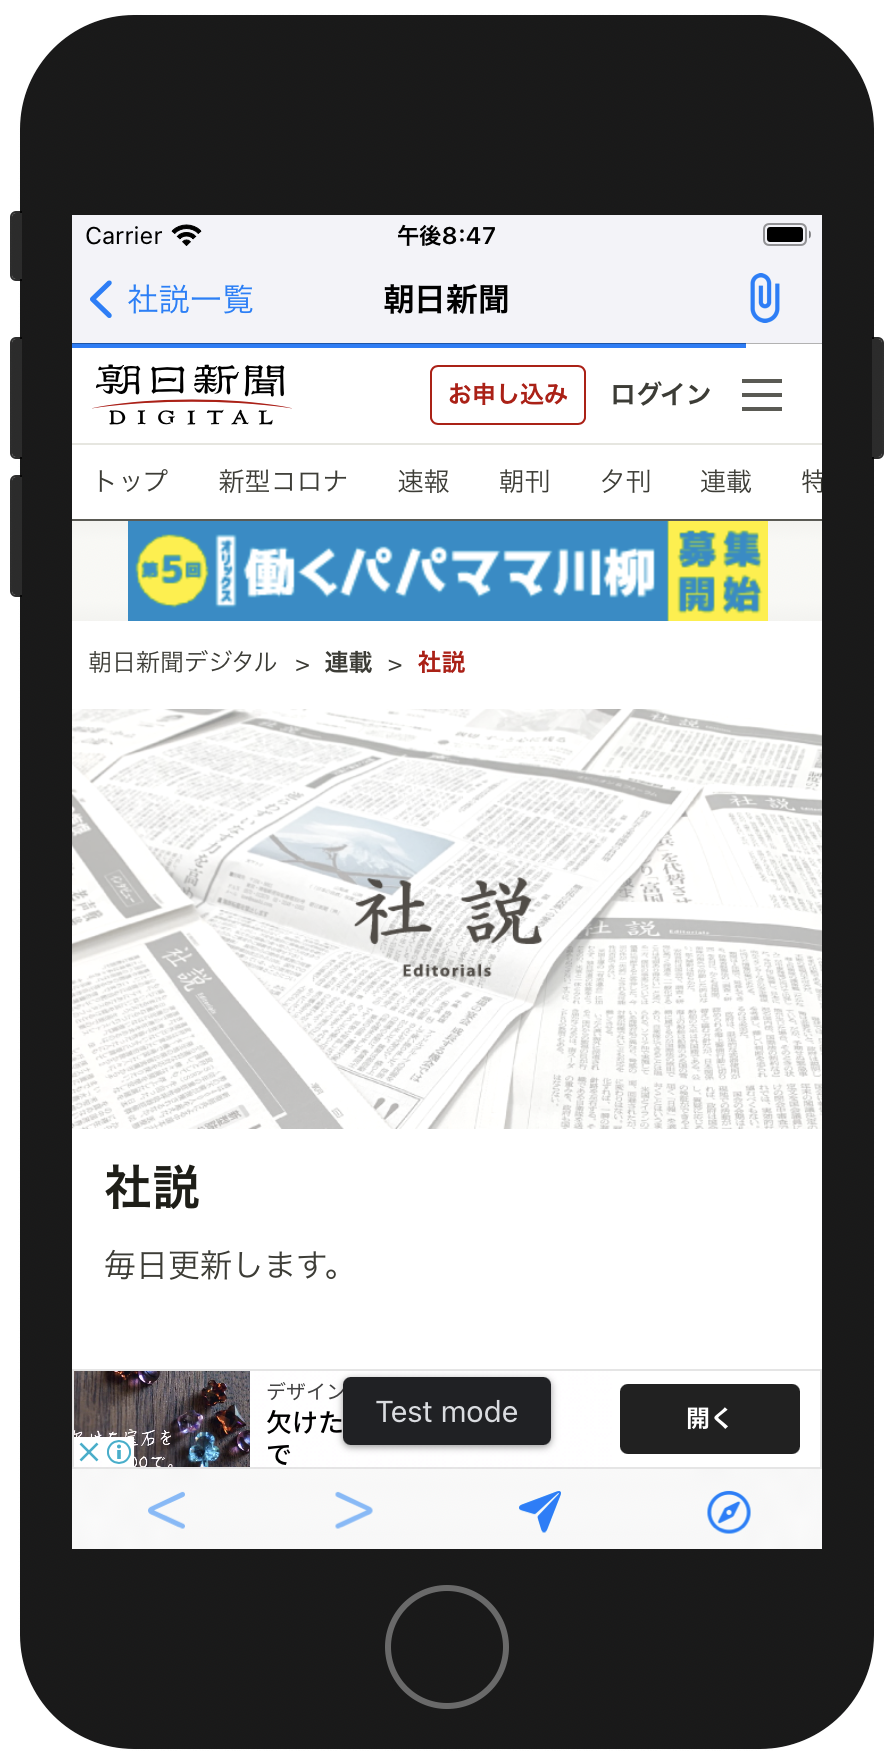 Carrier 午後8:47
社説一覧 朝日新聞
朝日新聞
DIGITAL
お申し込み ログイン
トップ 新型コロナ 速報 朝刊 夕刊 連載 特
第5回 オリックス 働くパパママ川柳 募集
開始
朝日新聞デジタル > 連載 > 社説
社説
Editorials
社説
毎日更新します。
デザイン
欠けた
で
Test mode
開く